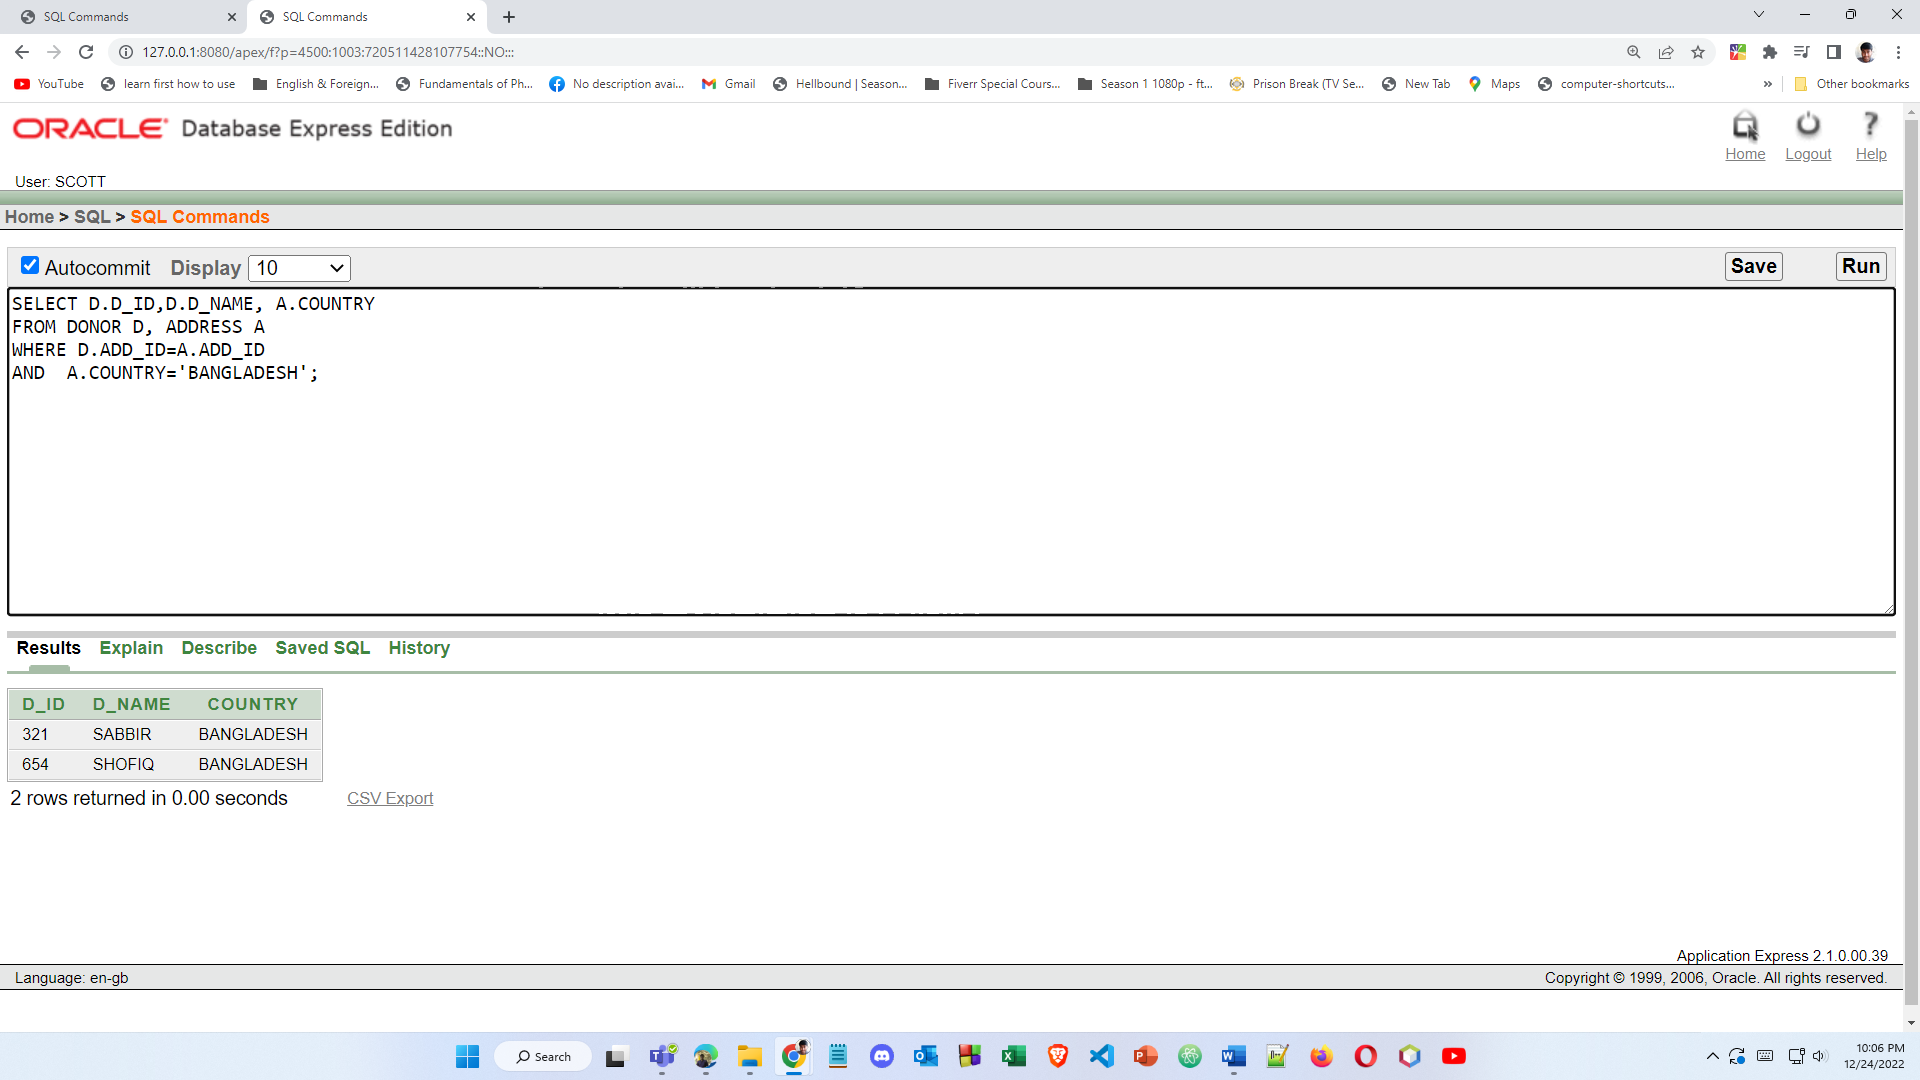 SQL Commands
SQL Commands
127.0.0.1:8080/apex/f?p=4500:1003:720511428107754::NO:::
YouTube
learn first how to use
English & Foreign...
Fundamentals of Ph...
No description avai...
Gmail
Hellbound | Season...
Fiverr Special Cours...
Season 1 1080p - ft...
Prison Break (TV Se...
New Tab
Maps
computer-shortcuts...
»
Other bookmarks
ORACLE Database Express Edition
Home
Logout
Help
User: SCOTT
Home > SQL > SQL Commands
Autocommit Display 10
Save
Run
SELECT D.D_ID,D.D_NAME, A.COUNTRY
FROM DONOR D, ADDRESS A
WHERE D.ADD_ID=A.ADD_ID
AND  A.COUNTRY='BANGLADESH';
Results Explain Describe Saved SQL History
D_ID D_NAME COUNTRY
321 SABBIR BANGLADESH
654 SHOFIQ BANGLADESH
2 rows returned in 0.00 seconds
CSV Export
Application Express 2.1.0.00.39
Language: en-gb
Copyright © 1999, 2006, Oracle. All rights reserved.
Search
10:06 PM
12/24/2022